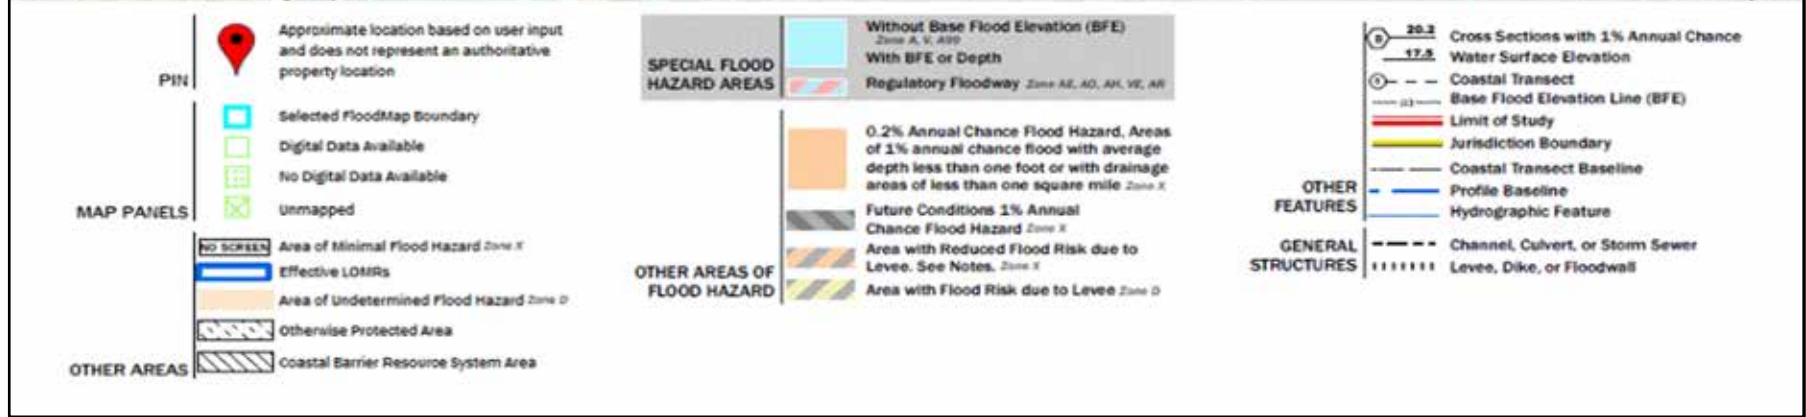 PIN
Approximate location based on user input
and does not represent an authoritative
property location
MAP PANELS
Selected FloodMap Boundary
Digital Data Available
No Digital Data Available
Unmapped
OTHER AREAS
NO SCREEN Area of Minimal Flood Hazard Zone X
Effective LOMRs
Area of Undetermined Flood Hazard Zone D
Otherwise Protected Area
Coastal Barrier Resource System Area
SPECIAL FLOOD
HAZARD AREAS
Without Base Flood Elevation (BFE)
Zone A, V, A99
With BFE or Depth
Regulatory Floodway Zone AE, AO, AH, VE, AR
OTHER AREAS OF
FLOOD HAZARD
0.2% Annual Chance Flood Hazard, Areas
of 1% annual chance flood with average
depth less than one foot or with drainage
areas of less than one square mile Zone X
Future Conditions 1% Annual
Chance Flood Hazard Zone X
Area with Reduced Flood Risk due to
Levee. See Notes. Zone X
Area with Flood Risk due to Levee Zone D
OTHER
FEATURES
20.2 Cross Sections with 1% Annual Chance
17.5 Water Surface Elevation
Coastal Transect
Base Flood Elevation Line (BFE)
Limit of Study
Jurisdiction Boundary
Coastal Transect Baseline
Profile Baseline
Hydrographic Feature
GENERAL
STRUCTURES
Channel, Culvert, or Storm Sewer
Levee, Dike, or Floodwall